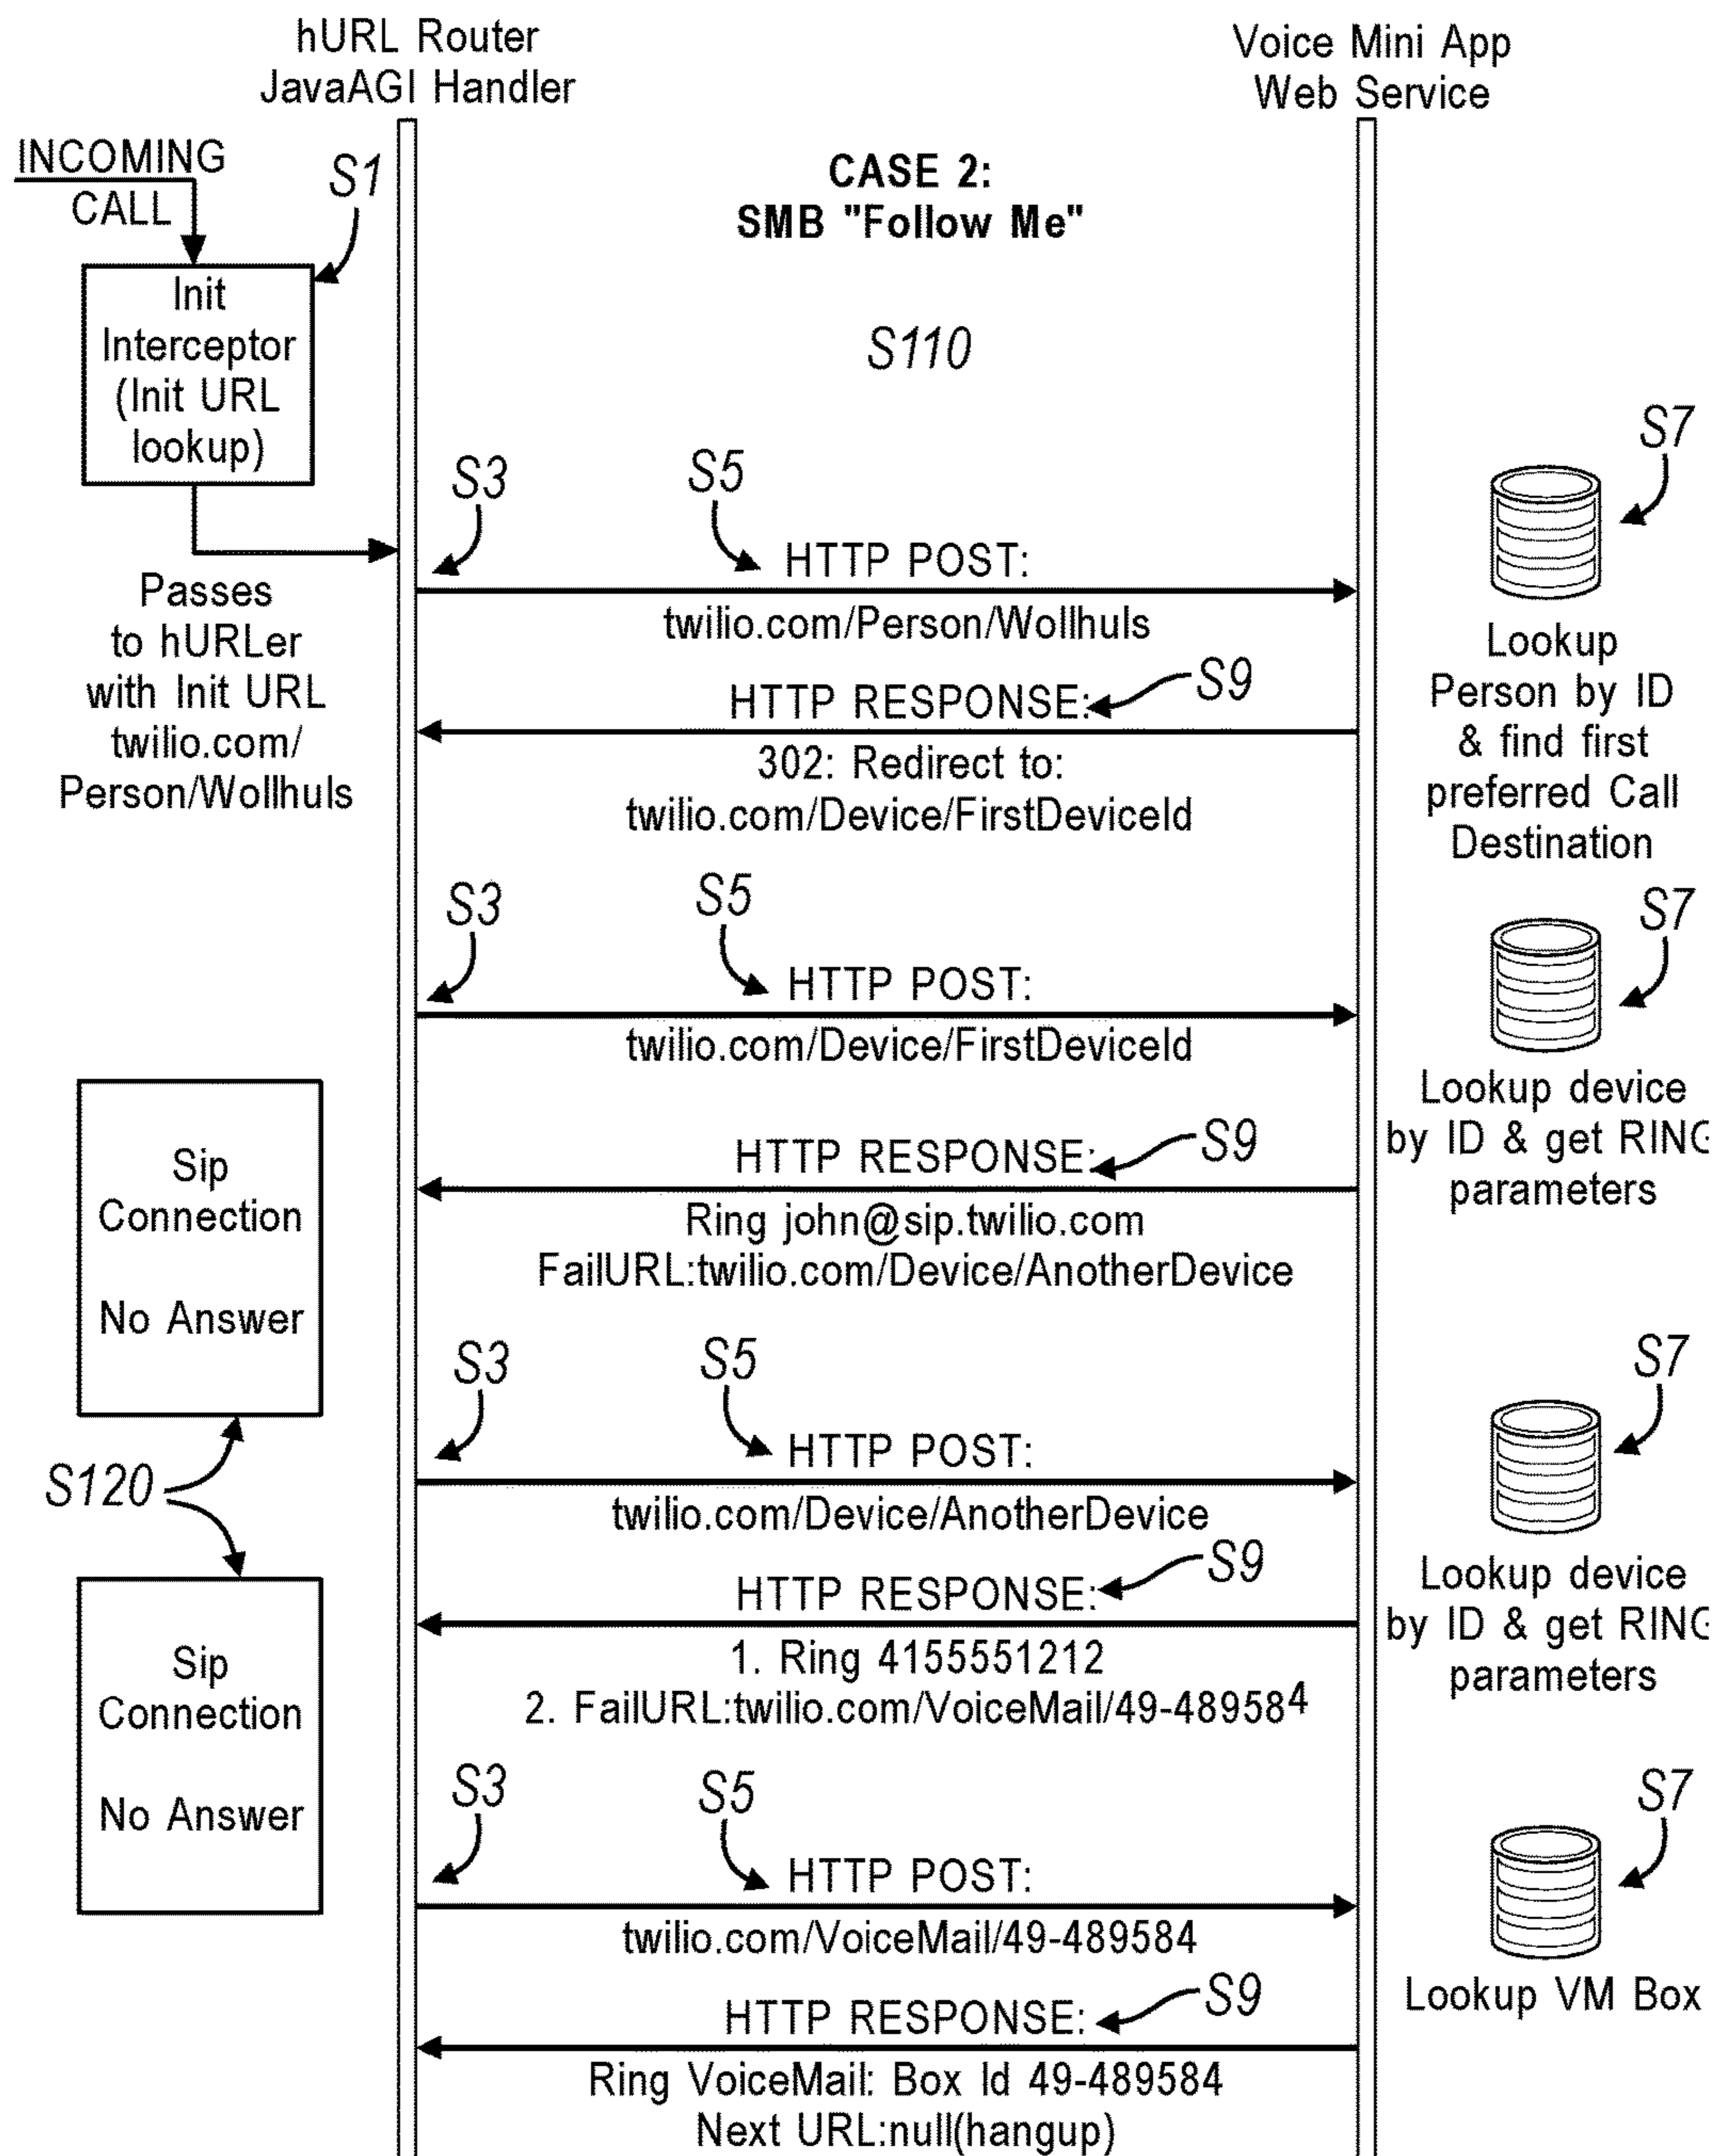 hURL Router
JavaAGI Handler
Voice Mini App
Web Service
INCOMING
CALL
S1
CASE 2:
SMB "Follow Me"
Init
Interceptor
(Init URL
lookup)
S110
S7
S3
S5
HTTP POST:
twilio.com/Person/Wollhuls
Passes
to hURLer
with Init URL
twilio.com/
Person/Wollhuls
Lookup
Person by ID
& find first
preferred Call
Destination
HTTP RESPONSE:
S9
302: Redirect to:
twilio.com/Device/FirstDeviceId
S3
S5
S7
HTTP POST:
twilio.com/Device/FirstDeviceId
Lookup device
by ID & get RING
parameters
Sip
Connection
No Answer
HTTP RESPONSE:
S9
Ring john@sip.twilio.com
FailURL:twilio.com/Device/AnotherDevice
S3
S5
S7
HTTP POST:
twilio.com/Device/AnotherDevice
S120
Lookup device
by ID & get RING
parameters
HTTP RESPONSE:
S9
1. Ring 4155551212
2. FailURL:twilio.com/VoiceMail/49-489584
Sip
Connection
No Answer
S3
S5
S7
HTTP POST:
twilio.com/VoiceMail/49-489584
Lookup VM Box
HTTP RESPONSE:
S9
Ring VoiceMail: Box Id 49-489584
Next URL:null(hangup)